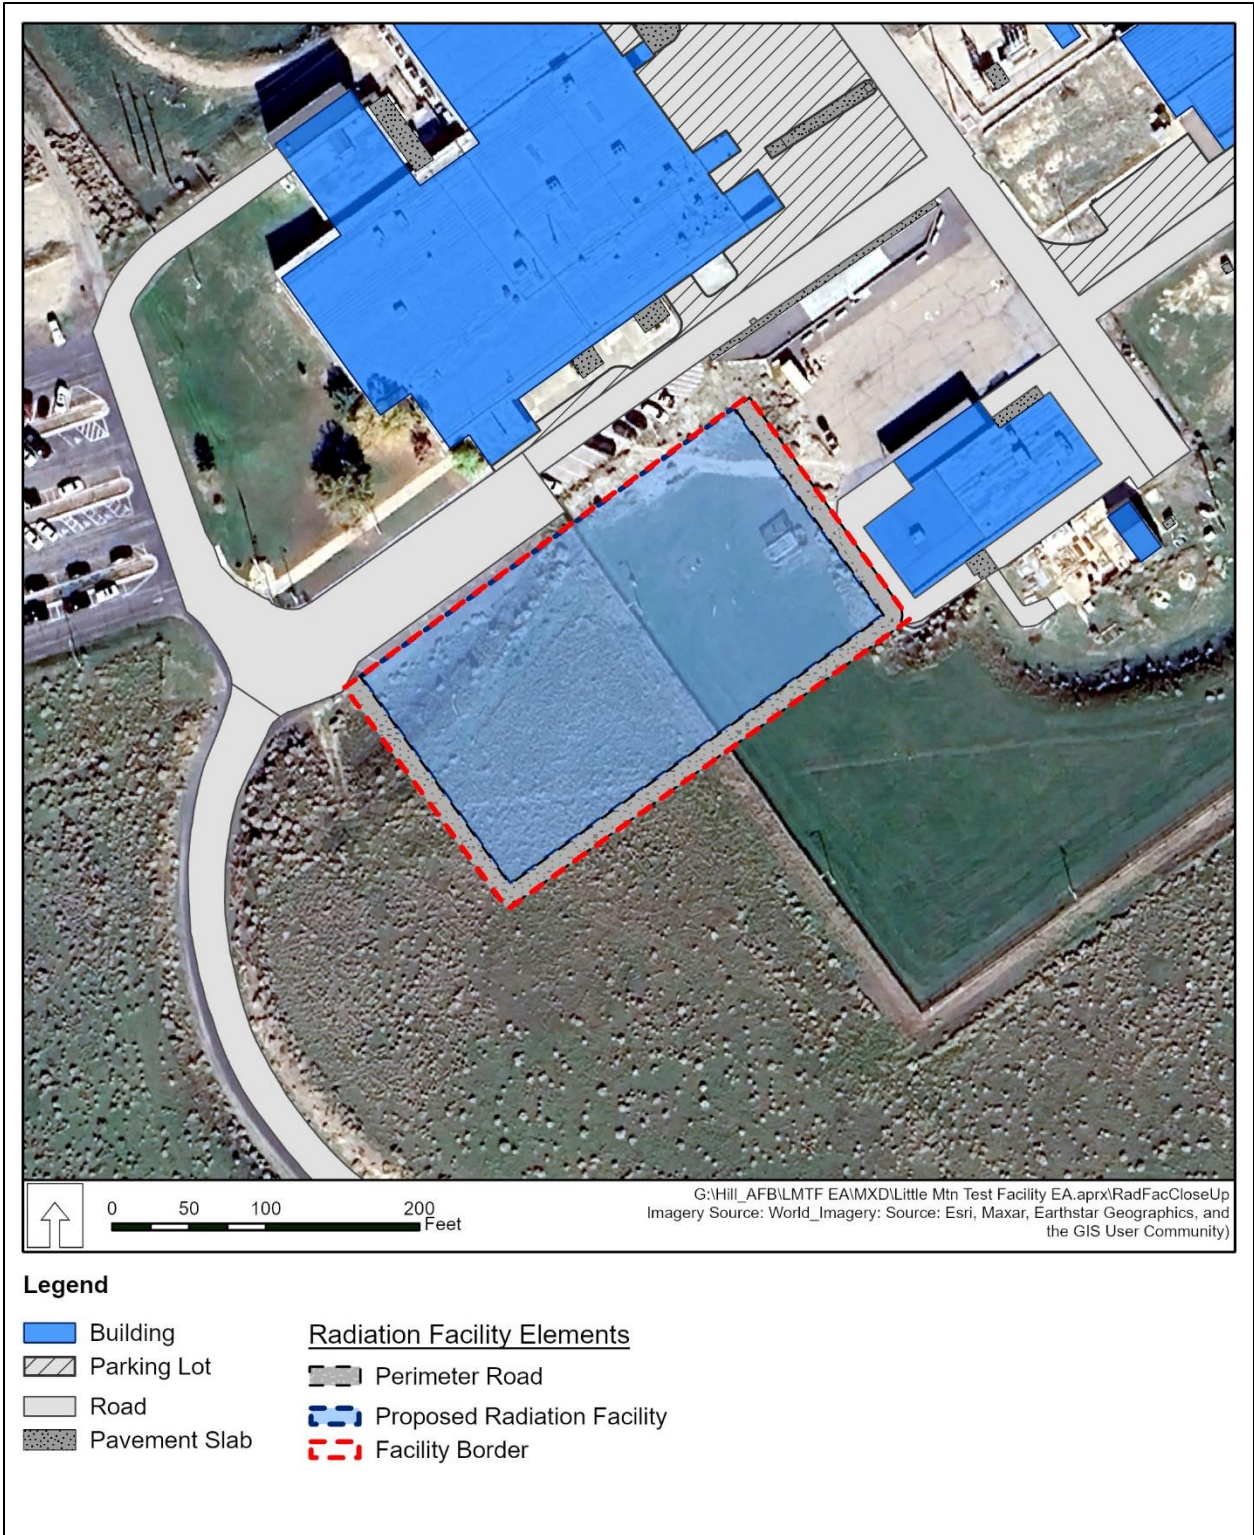 0 50 100 200
Feet
G:\Hill_AFB\LMTF EA\MXD\Little Mtn Test Facility EA.aprx\RadFacCloseUp
Imagery Source: World_Imagery: Source: Esri, Maxar, Earthstar Geographics, and
the GIS User Community)
Legend
Building
Parking Lot
Road
Pavement Slab
Radiation Facility Elements
Perimeter Road
Proposed Radiation Facility
Facility Border